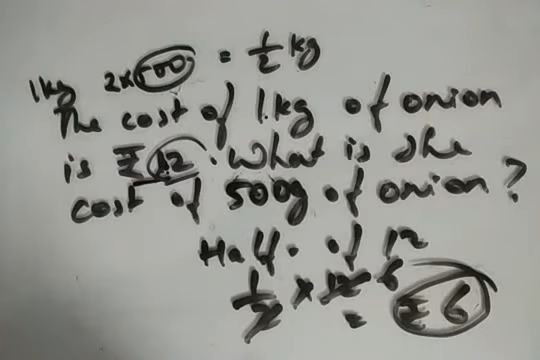 1kg 2×500 = 1/2 kg
The cost of 1kg of onion
is ₹12. What is the
cost of 500g of onion?
Half of 12
1/2 × 12 6
= ₹6